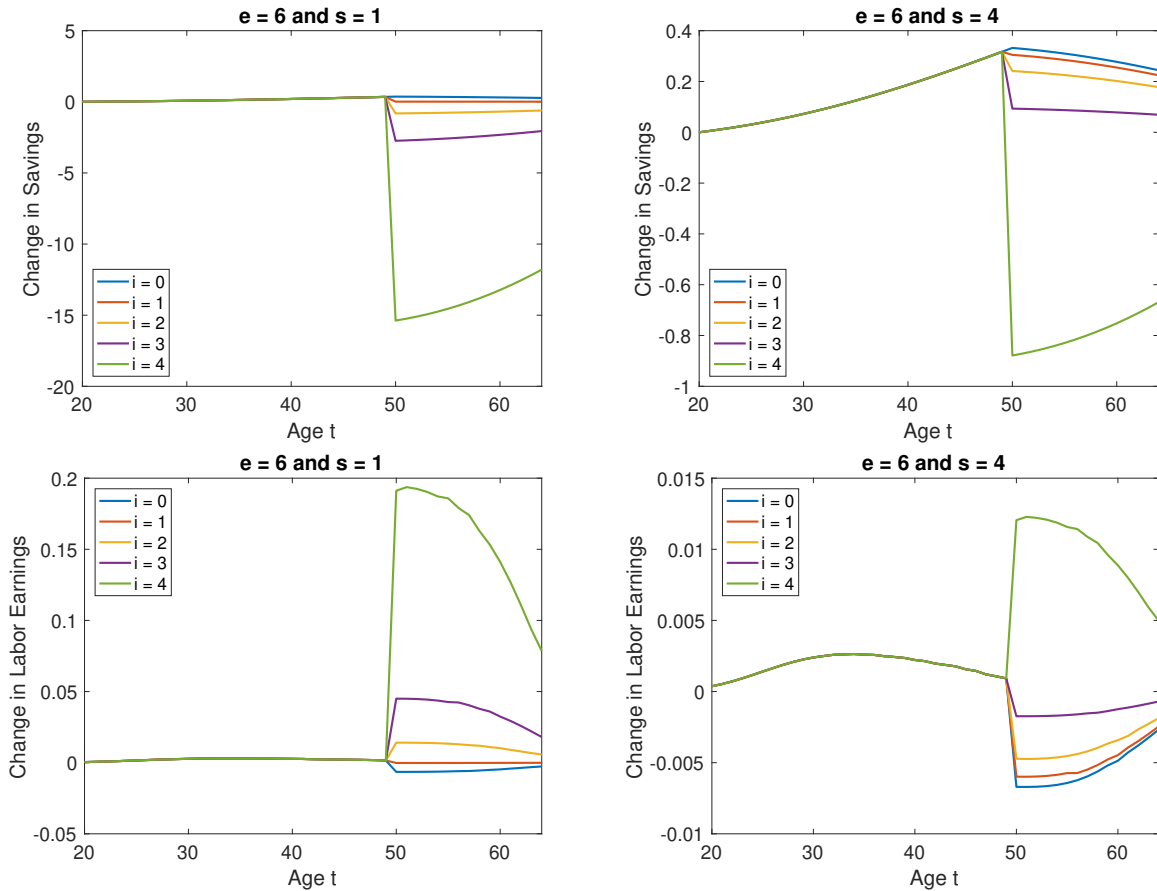 e = 6 and s = 1
Change in Savings
5
0
-5
-10
-15
-20
i = 0
i = 1
i = 2
i = 3
i = 4
20 30 40 50 60
Age t
e = 6 and s = 4
Change in Savings
0.4
0.2
0
-0.2
-0.4
-0.6
-0.8
-1
i = 0
i = 1
i = 2
i = 3
i = 4
20 30 40 50 60
Age t
e = 6 and s = 1
Change in Labor Earnings
0.2
0.15
0.1
0.05
0
-0.05
i = 0
i = 1
i = 2
i = 3
i = 4
20 30 40 50 60
Age t
e = 6 and s = 4
Change in Labor Earnings
0.015
0.01
0.005
0
-0.005
-0.01
i = 0
i = 1
i = 2
i = 3
i = 4
20 30 40 50 60
Age t